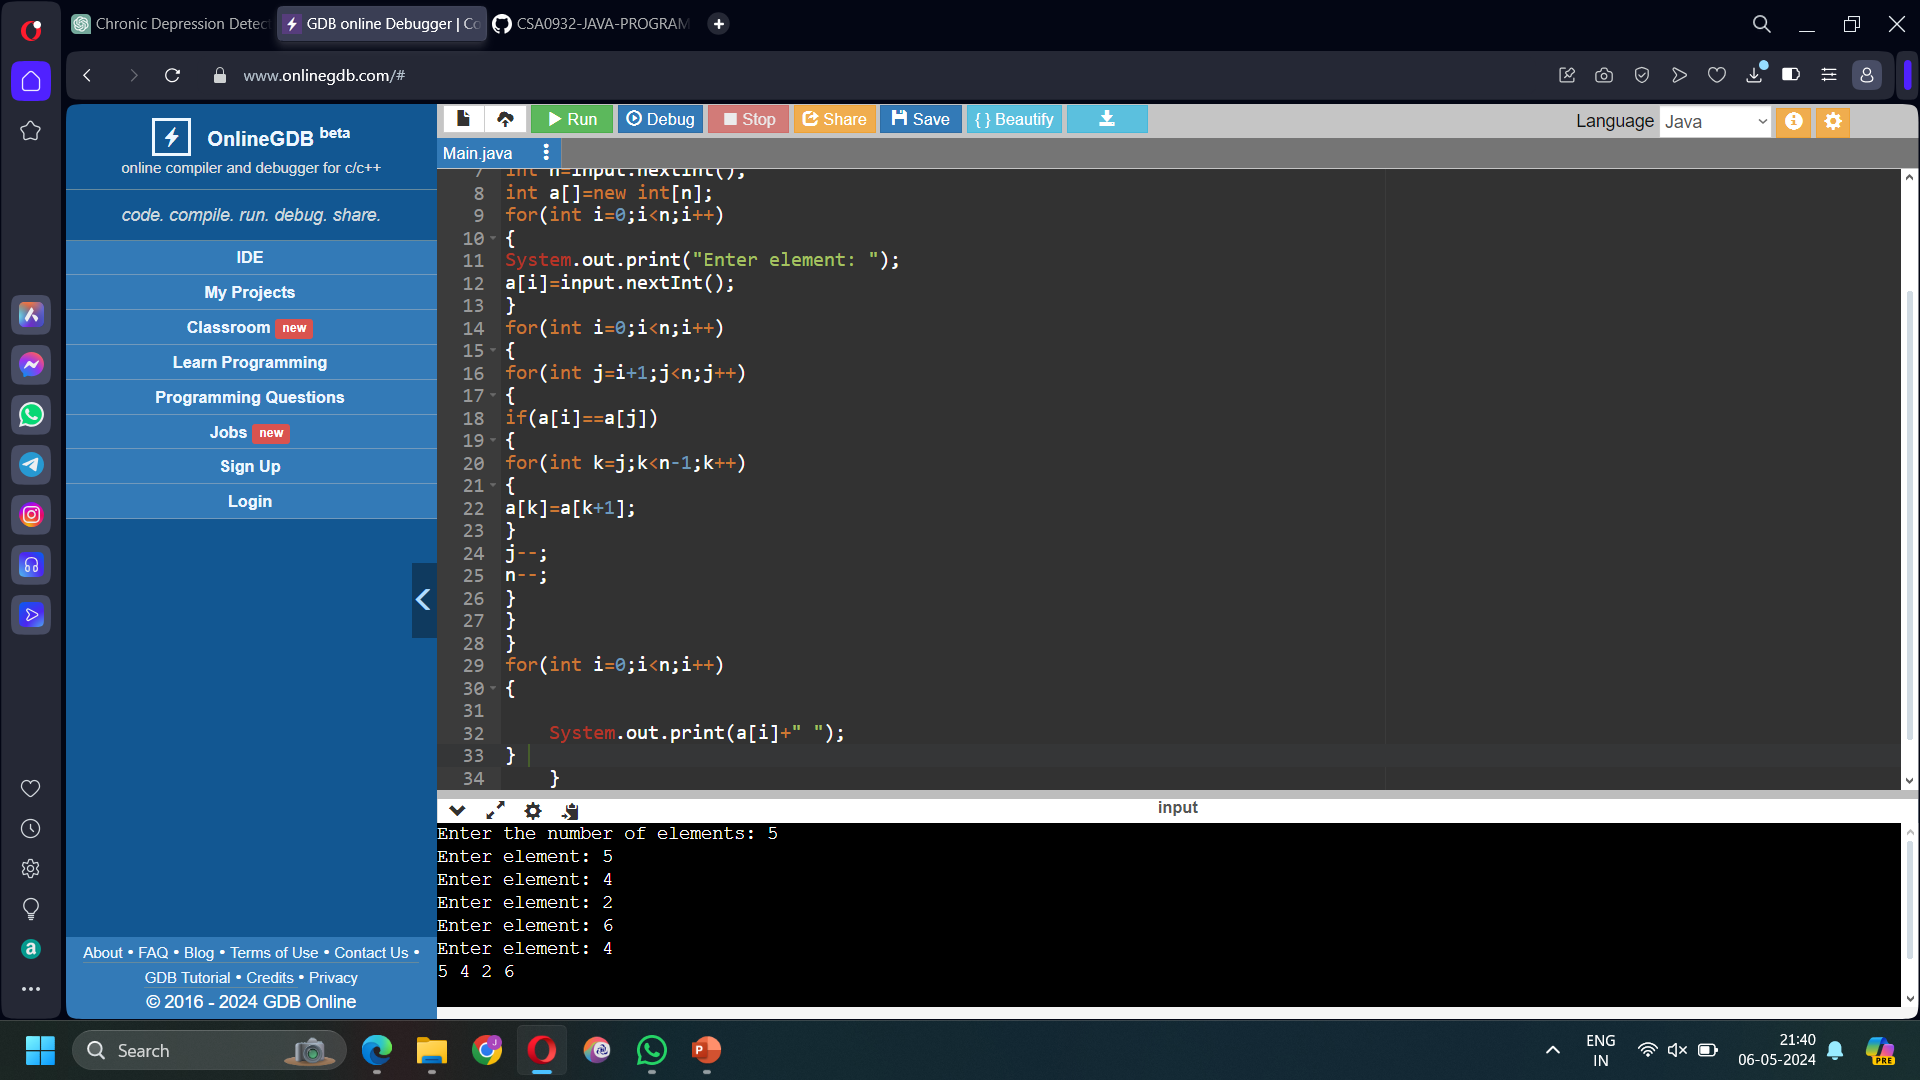 Chronic Depression Detec
GDB online Debugger | Co
CSA0932-JAVA-PROGRAM
www.onlinegdb.com/#
OnlineGDB beta
online compiler and debugger for c/c++
code. compile. run. debug. share.
IDE
My Projects
Classroom new
Learn Programming
Programming Questions
Jobs new
Sign Up
Login
About • FAQ • Blog • Terms of Use • Contact Us •
GDB Tutorial • Credits • Privacy
© 2016 - 2024 GDB Online
Run
Debug
Stop
Share
Save
{ } Beautify
Language Java
Main.java
7 int n=input.nextInt();
8 int a[]=new int[n];
9 for(int i=0;i<n;i++)
10 {
11 System.out.print("Enter element: ");
12 a[i]=input.nextInt();
13 }
14 for(int i=0;i<n;i++)
15 {
16 for(int j=i+1;j<n;j++)
17 {
18 if(a[i]==a[j])
19 {
20 for(int k=j;k<n-1;k++)
21 {
22 a[k]=a[k+1];
23 }
24 j--;
25 n--;
26 }
27 }
28 }
29 for(int i=0;i<n;i++)
30 {
31
32     System.out.print(a[i]+" ");
33 }
34     }
input
Enter the number of elements: 5
Enter element: 5
Enter element: 4
Enter element: 2
Enter element: 6
Enter element: 4
5 4 2 6
Search
ENG
IN
21:40
06-05-2024
PRE